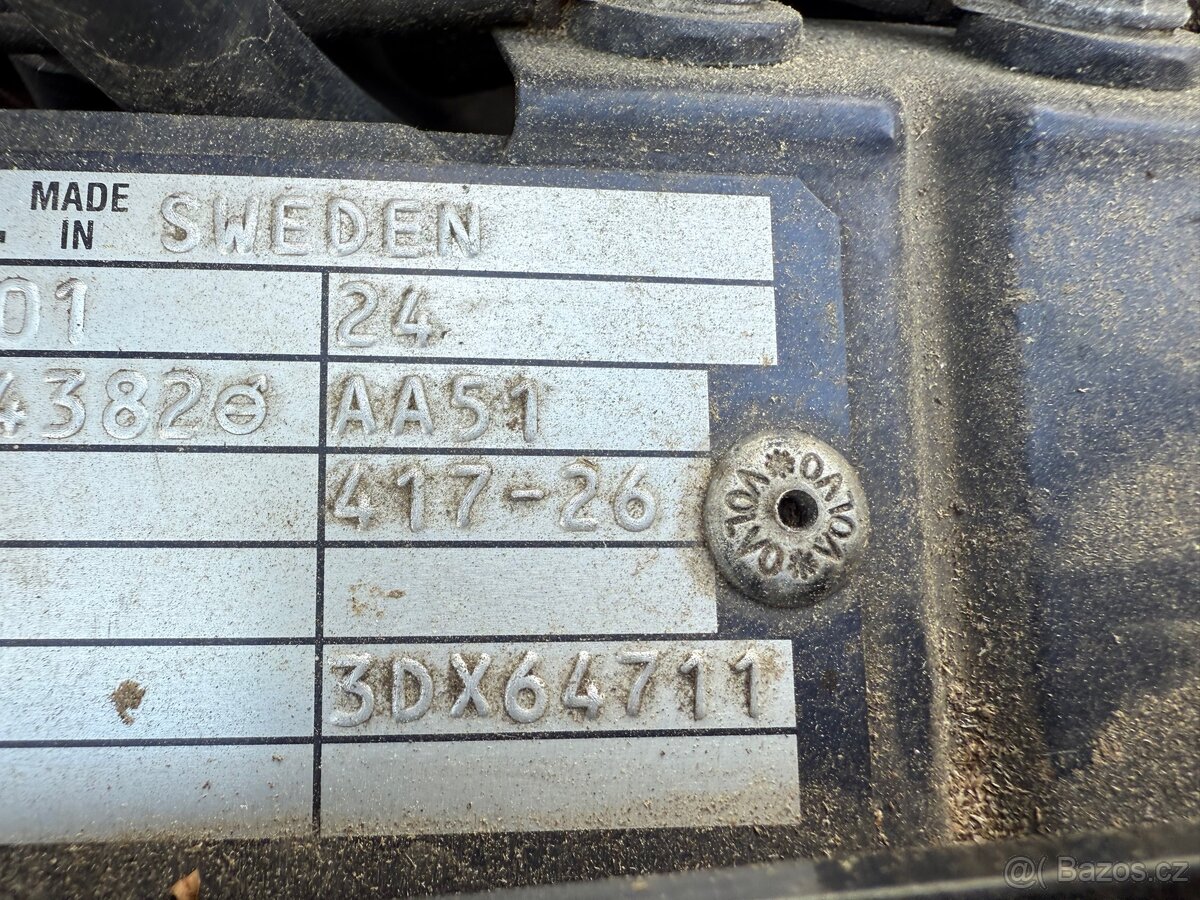 MADE IN SWEDEN
01 24
4382 AA51
417-26
3DX64711
VOLVO VOLVO
@( Bazos.cz